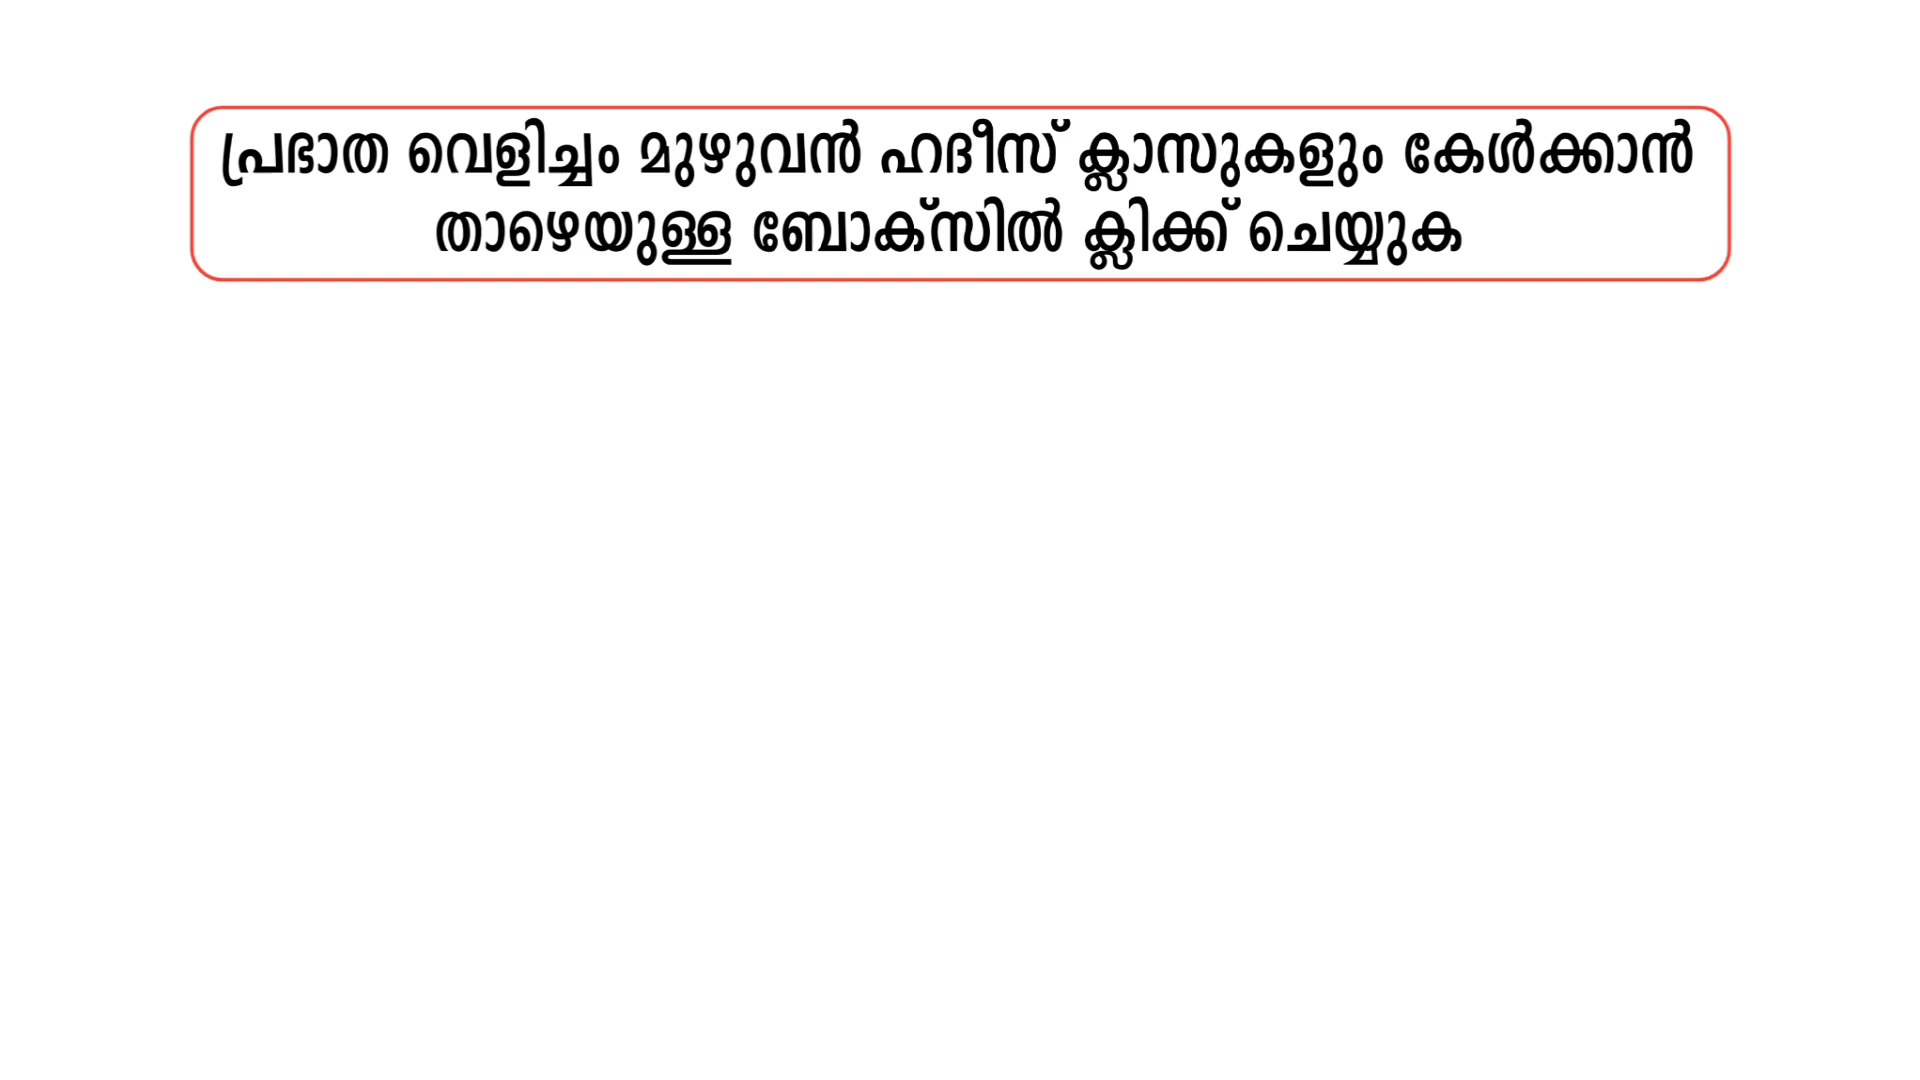 പ്രഭാത വെളിച്ചം മുഴുവൻ ഹദീസ് ക്ലാസുകളും കേൾക്കാൻ
താഴെയുള്ള ബോക്സിൽ ക്ലിക്ക് ചെയ്യുക